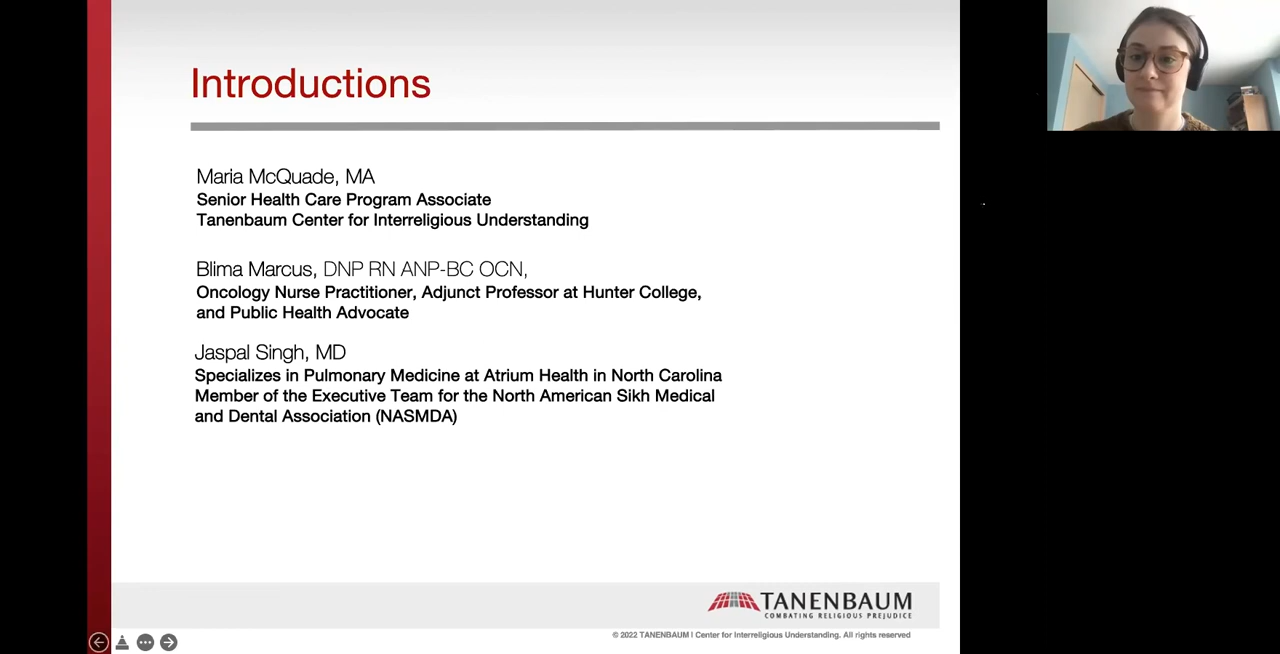 Introductions
Maria McQuade, MA
Senior Health Care Program Associate
Tanenbaum Center for Interreligious Understanding
Blima Marcus, DNP RN ANP-BC OCN,
Oncology Nurse Practitioner, Adjunct Professor at Hunter College,
and Public Health Advocate
Jaspal Singh, MD
Specializes in Pulmonary Medicine at Atrium Health in North Carolina
Member of the Executive Team for the North American Sikh Medical
and Dental Association (NASMDA)
TANENBAUM
COMBATING RELIGIOUS PREJUDICE
© 2022 TANENBAUM | Center for Interreligious Understanding. All rights reserved